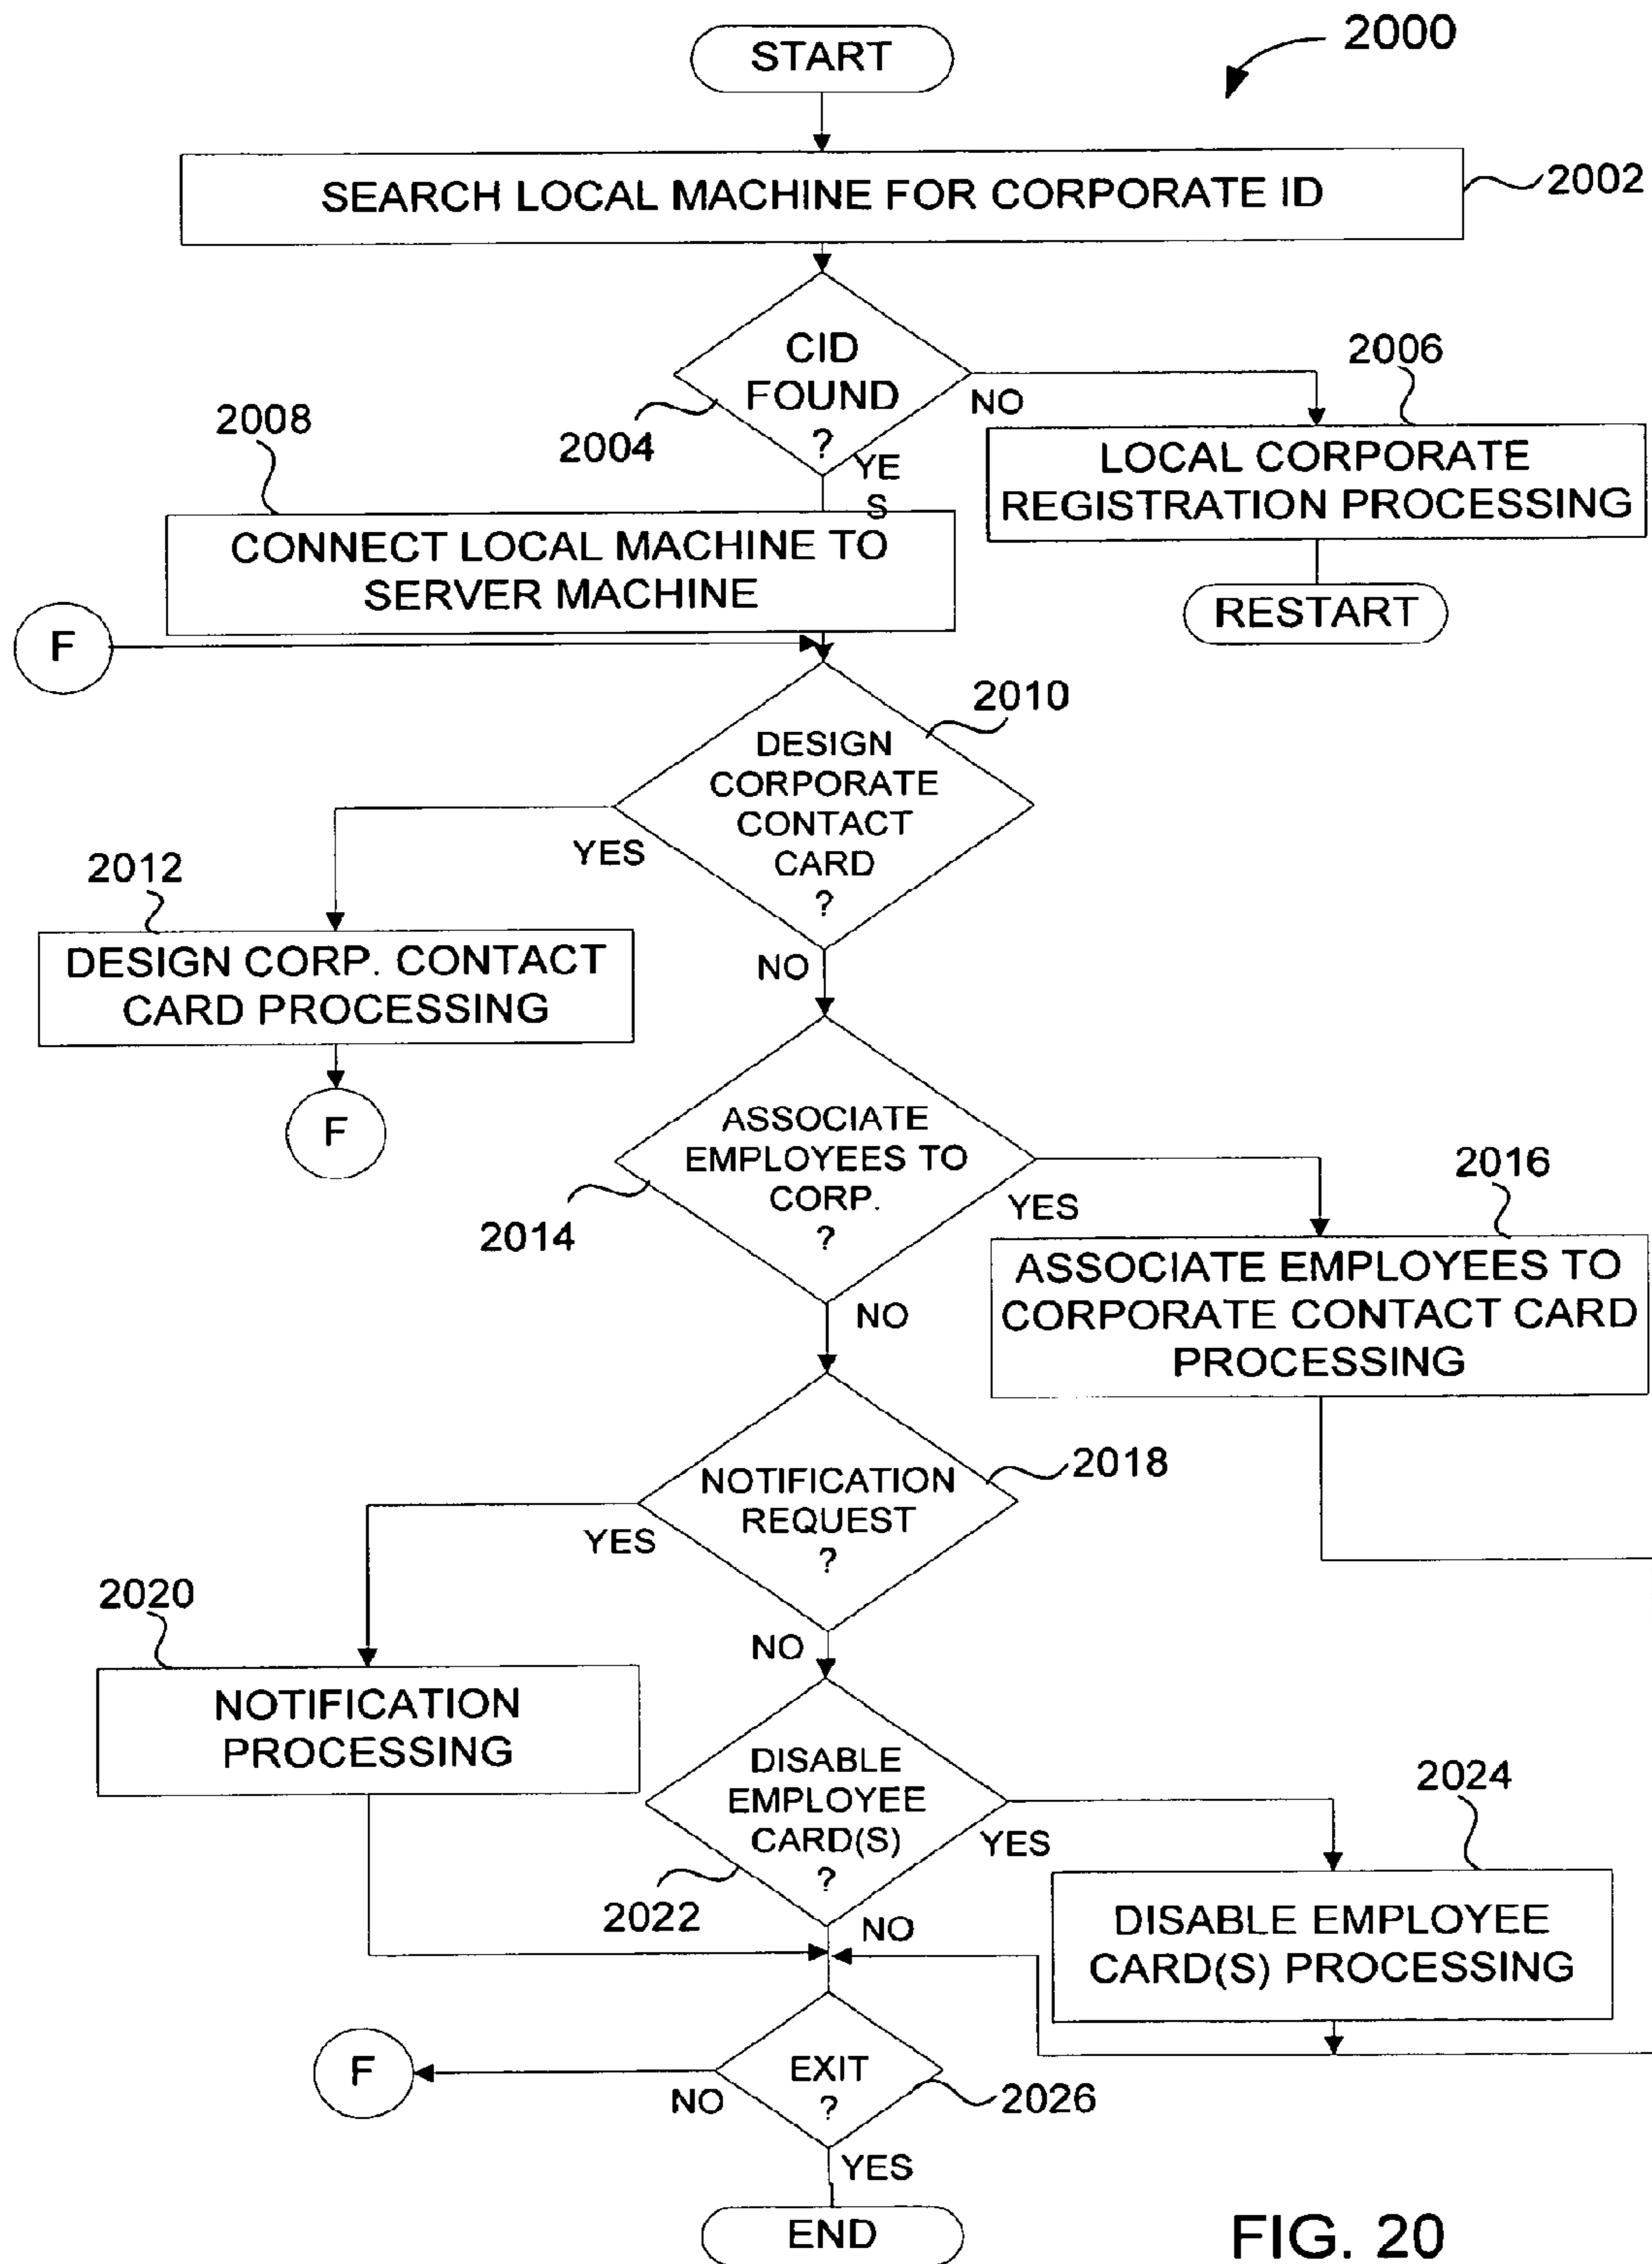 START
2000
SEARCH LOCAL MACHINE FOR CORPORATE ID
2002
CID
FOUND
?
2004
NO
YE
S
2006
LOCAL CORPORATE
REGISTRATION PROCESSING
RESTART
2008
CONNECT LOCAL MACHINE TO
SERVER MACHINE
F
2010
DESIGN
CORPORATE
CONTACT
CARD
?
YES
NO
2012
DESIGN CORP. CONTACT
CARD PROCESSING
F
ASSOCIATE
EMPLOYEES TO
CORP.
?
2014
YES
NO
2016
ASSOCIATE EMPLOYEES TO
CORPORATE CONTACT CARD
PROCESSING
NOTIFICATION
REQUEST
?
2018
YES
NO
2020
NOTIFICATION
PROCESSING
DISABLE
EMPLOYEE
CARD(S)
?
2022
YES
NO
2024
DISABLE EMPLOYEE
CARD(S) PROCESSING
EXIT
?
2026
F
NO
YES
END
FIG. 20